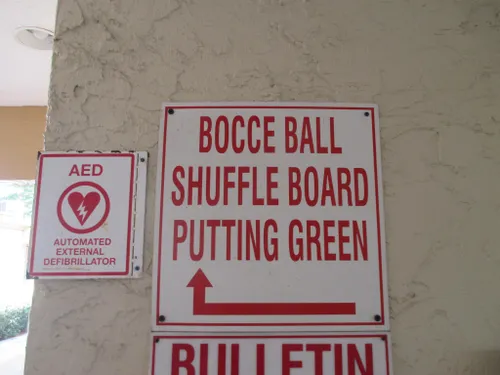 AED
AUTOMATED
EXTERNAL
DEFIBRILLATOR
BOCCE BALL
SHUFFLE BOARD
PUTTING GREEN
BULLETIN